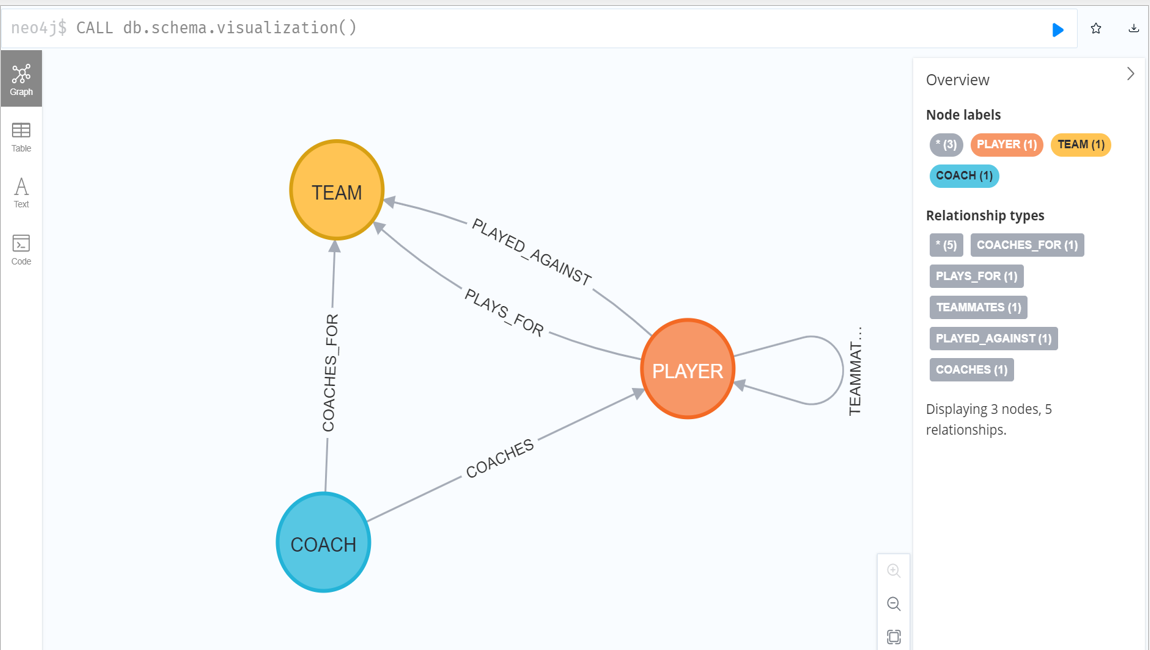 neo4j$ CALL db.schema.visualization()
Graph
Table
Text
Code
TEAM
PLAYED_AGAINST
PLAYS_FOR
COACHES_FOR
PLAYER
TEAMMAT...
COACHES
COACH
Overview
Node labels
* (3) PLAYER (1) TEAM (1)
COACH (1)
Relationship types
* (5) COACHES_FOR (1)
PLAYS_FOR (1)
TEAMMATES (1)
PLAYED_AGAINST (1)
COACHES (1)
Displaying 3 nodes, 5
relationships.